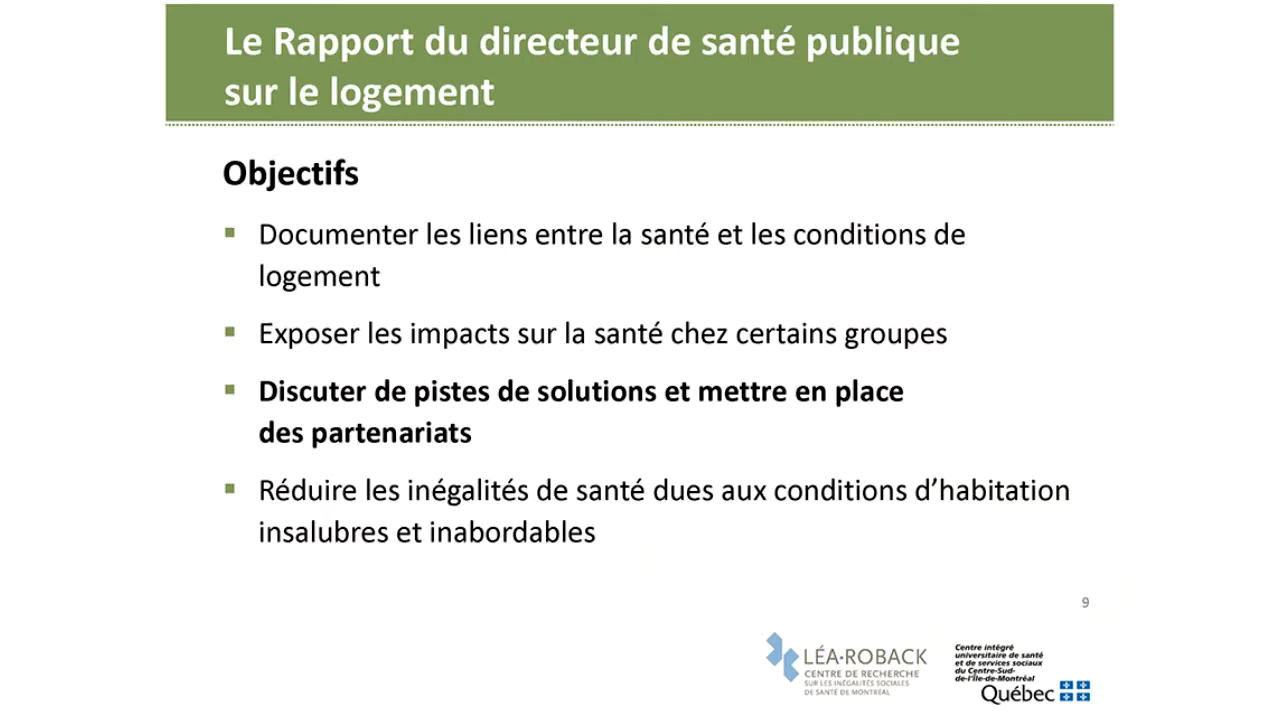 Le Rapport du directeur de santé publique
sur le logement
Objectifs
Documenter les liens entre la santé et les conditions de
logement
Exposer les impacts sur la santé chez certains groupes
Discuter de pistes de solutions et mettre en place
des partenariats
Réduire les inégalités de santé dues aux conditions d’habitation
insalubres et inabordables
9
LÉA·ROBACK
CENTRE DE RECHERCHE
SUR LES INÉGALITÉS SOCIALES
DE SANTÉ DE MONTRÉAL
Centre intégré
universitaire de santé
et de services sociaux
du Centre-Sud-
de-l’Île-de-Montréal
Québec